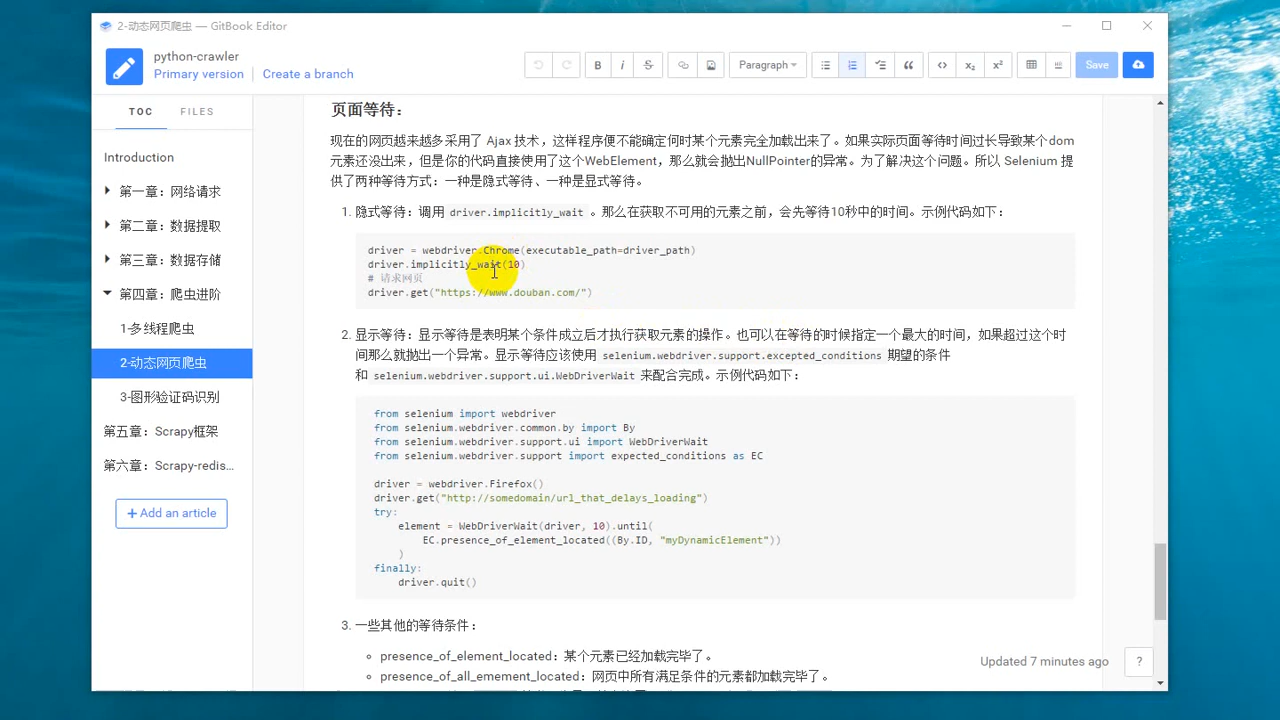 2-动态网页爬虫 — GitBook Editor
python-crawler
Primary version Create a branch
B i S Paragraph x₂ x² Save
TOC FILES
Introduction
第一章：网络请求
第二章：数据提取
第三章：数据存储
第四章：爬虫进阶
1-多线程爬虫
2-动态网页爬虫
3-图形验证码识别
第五章：Scrapy框架
第六章：Scrapy-redis...
+ Add an article
页面等待：
现在的网页越来越多采用了 Ajax 技术，这样程序便不能确定何时某个元素完全加载出来了。如果实际页面等待时间过长导致某个dom
元素还没出来，但是你的代码直接使用了这个WebElement，那么就会抛出NullPointer的异常。为了解决这个问题。所以 Selenium 提
供了两种等待方式：一种是隐式等待、一种是显式等待。
1. 隐式等待：调用 driver.implicitly_wait 。那么在获取不可用的元素之前，会先等待10秒中的时间。示例代码如下：
driver = webdriver.Chrome(executable_path=driver_path)
driver.implicitly_wait(10)
# 请求网页
driver.get("https://www.douban.com/")
2. 显示等待：显示等待是表明某个条件成立后才执行获取元素的操作。也可以在等待的时候指定一个最大的时间，如果超过这个时
间那么就抛出一个异常。显示等待应该使用 selenium.webdriver.support.excepted_conditions 期望的条件
和 selenium.webdriver.support.ui.WebDriverWait 来配合完成。示例代码如下：
from selenium import webdriver
from selenium.webdriver.common.by import By
from selenium.webdriver.support.ui import WebDriverWait
from selenium.webdriver.support import expected_conditions as EC
driver = webdriver.Firefox()
driver.get("http://somedomain/url_that_delays_loading")
try:
element = WebDriverWait(driver, 10).until(
EC.presence_of_element_located((By.ID, "myDynamicElement"))
)
finally:
driver.quit()
3. 一些其他的等待条件：
presence_of_element_located：某个元素已经加载完毕了。
presence_of_all_emement_located：网页中所有满足条件的元素都加载完毕了。
Updated 7 minutes ago ?